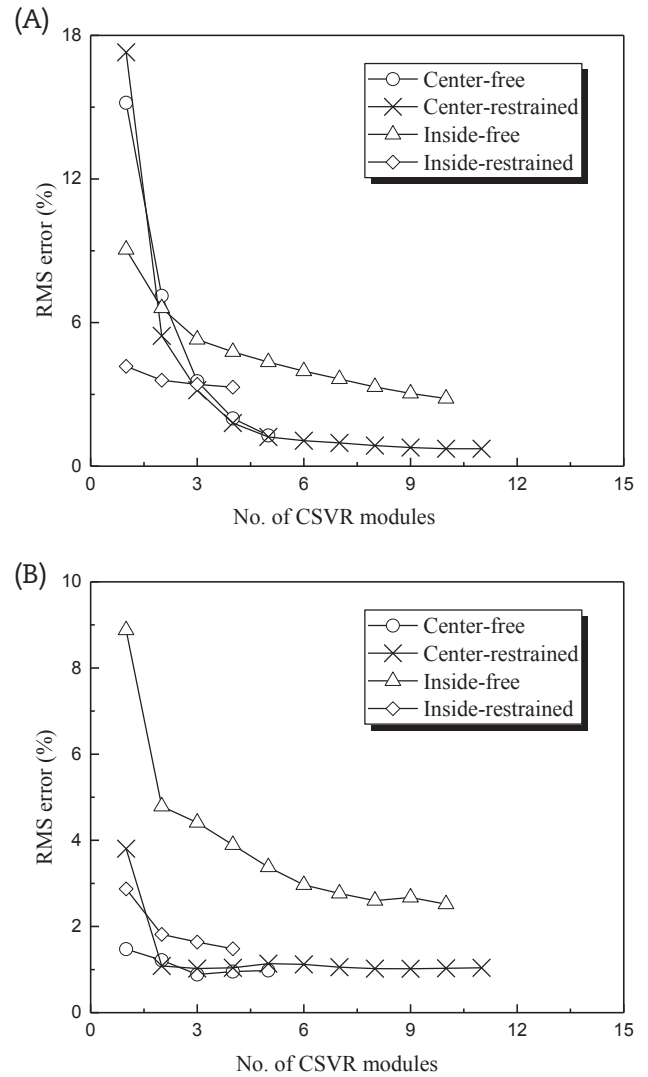 (A)
18
12
6
0
RMS error (%)
Center-free
Center-restrained
Inside-free
Inside-restrained
0 3 6 9 12 15
No. of CSVR modules
(B)
10
8
6
4
2
0
RMS error (%)
Center-free
Center-restrained
Inside-free
Inside-restrained
0 3 6 9 12 15
No. of CSVR modules